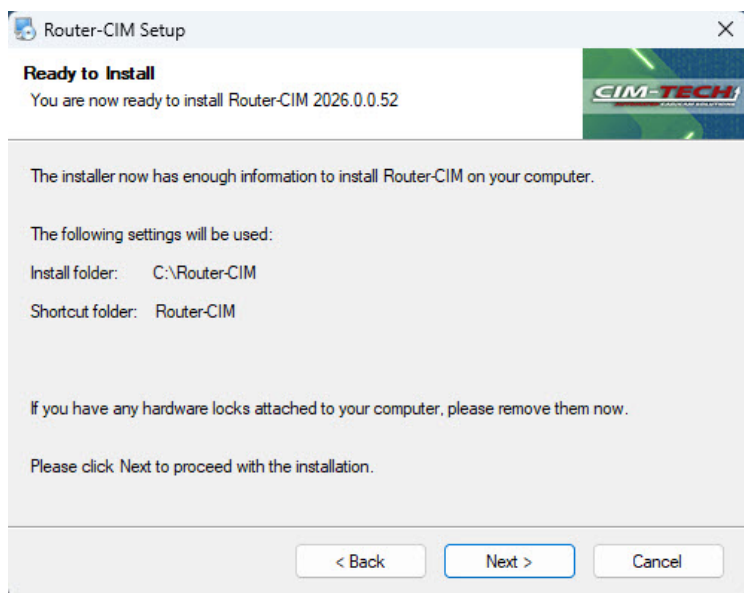 Router-CIM Setup
Ready to Install
You are now ready to install Router-CIM 2026.0.0.52
CIM-TECH
The installer now has enough information to install Router-CIM on your computer.
The following settings will be used:
Install folder: C:\Router-CIM
Shortcut folder: Router-CIM
If you have any hardware locks attached to your computer, please remove them now.
Please click Next to proceed with the installation.
< Back Next > Cancel